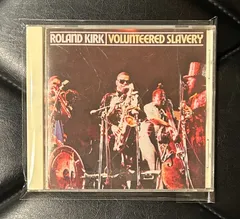 ROLAND KIRK | VOLUNTEERED SLAVERY